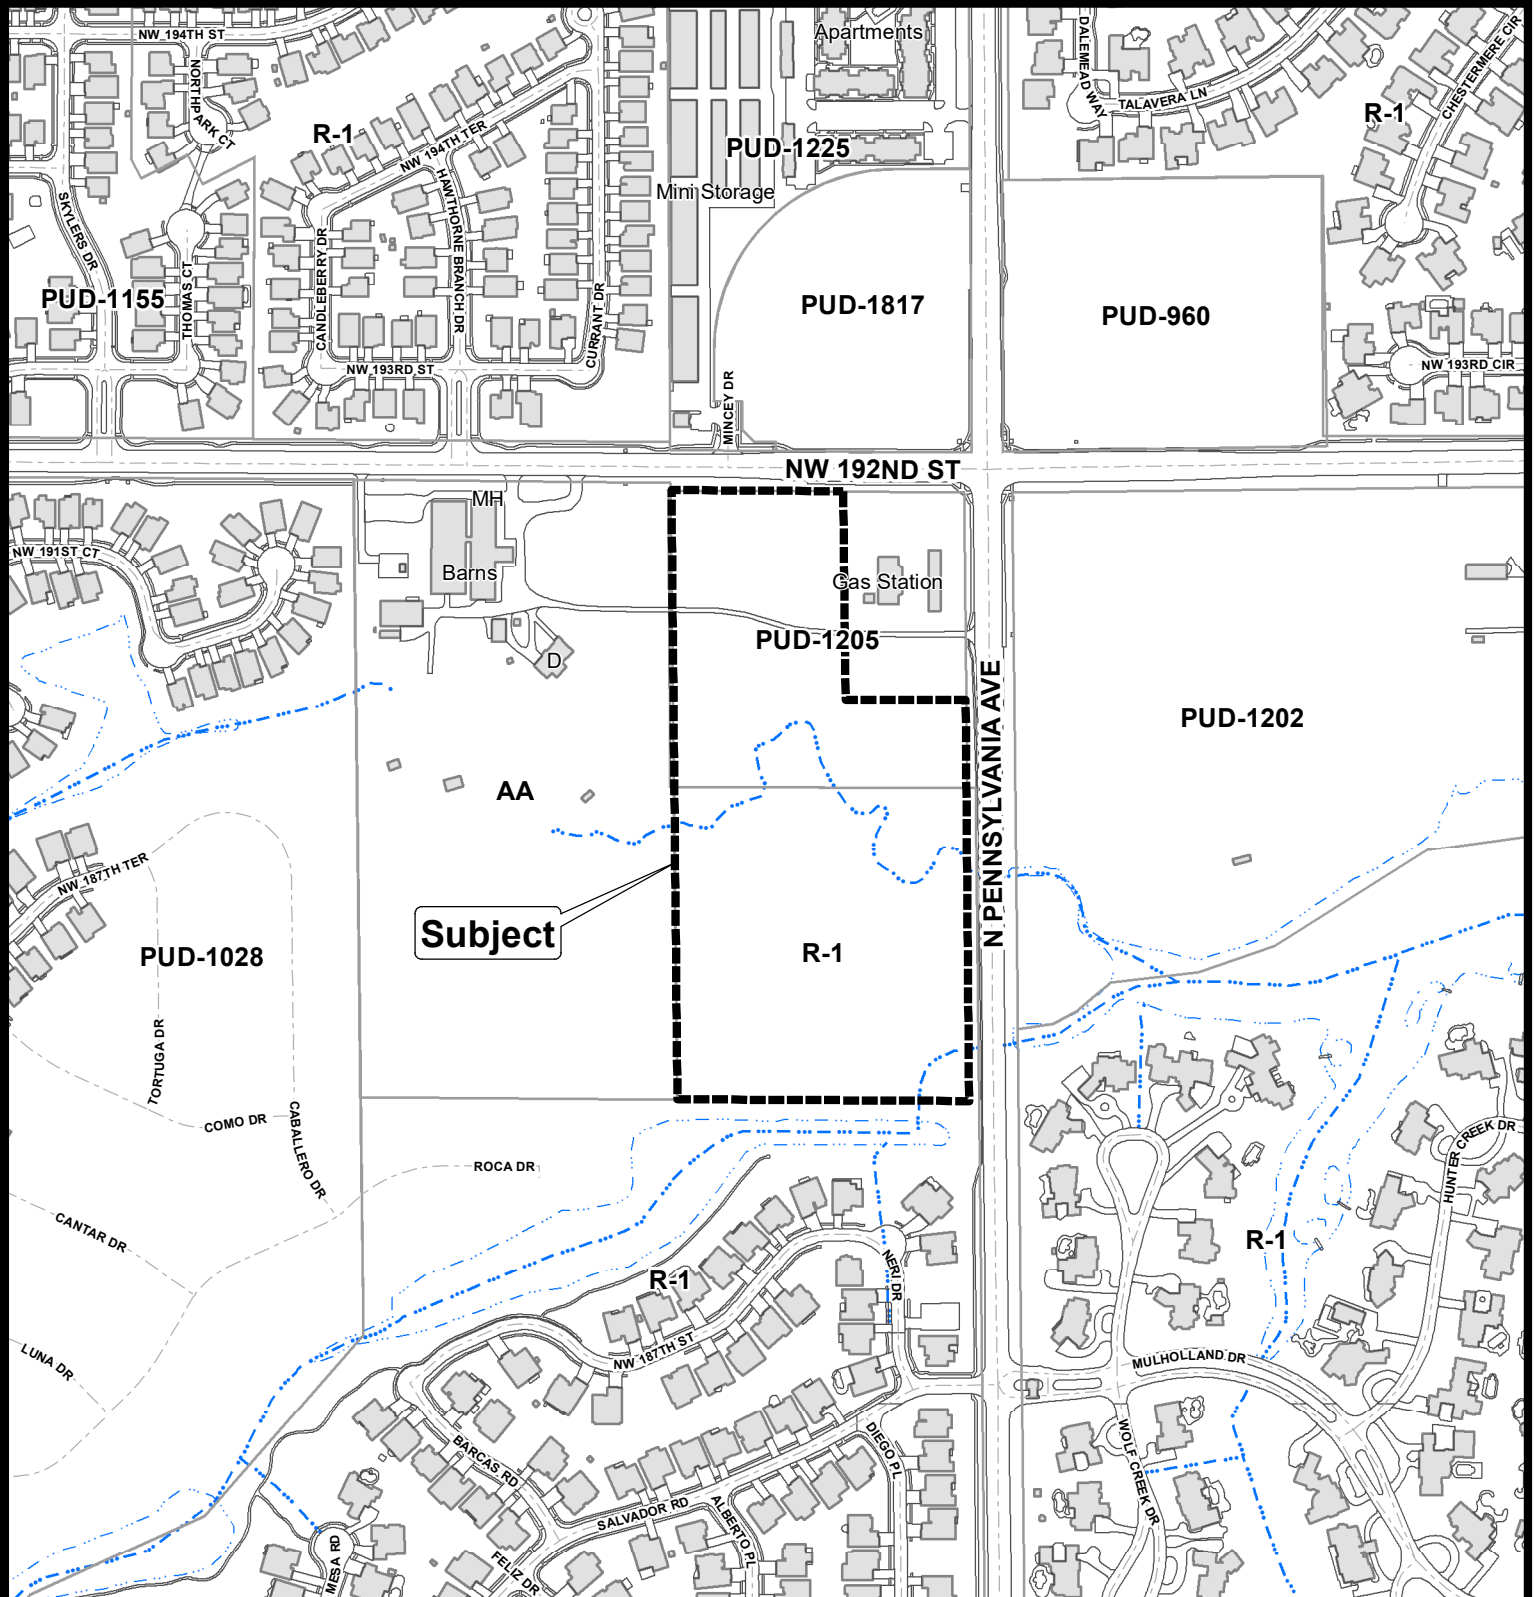 NW 194TH ST
NORTHPARK CT
R-1
NW 194TH TER
HAWTHORNE BRANCH DR
CANDLEBERRY DR
CURRANT DR
SKYLERS DR
THOMAS CT
PUD-1155
NW 193RD ST
Apartments
PUD-1225
Mini Storage
PUD-1817
MINCEY DR
DALEMEAD WAY
TALAVERA LN
CHESTERMERE CIR
R-1
PUD-960
NW 193RD CIR
NW 192ND ST
MH
Barns
D
NW 191ST CT
Gas Station
PUD-1205
N PENNSYLVANIA AVE
PUD-1202
AA
Subject
R-1
NW 187TH TER
PUD-1028
TORTUGA DR
COMO DR
CABALLERO DR
ROCA DR
CANTAR DR
LUNA DR
R-1
NERI DR
NW 187TH ST
BARCAS RD
SALVADOR RD
DIEGO PL
ALBERTO PL
FELIZ DR
MESA RD
HUNTER CREEK DR
R-1
MULHOLLAND DR
WOLF CREEK DR